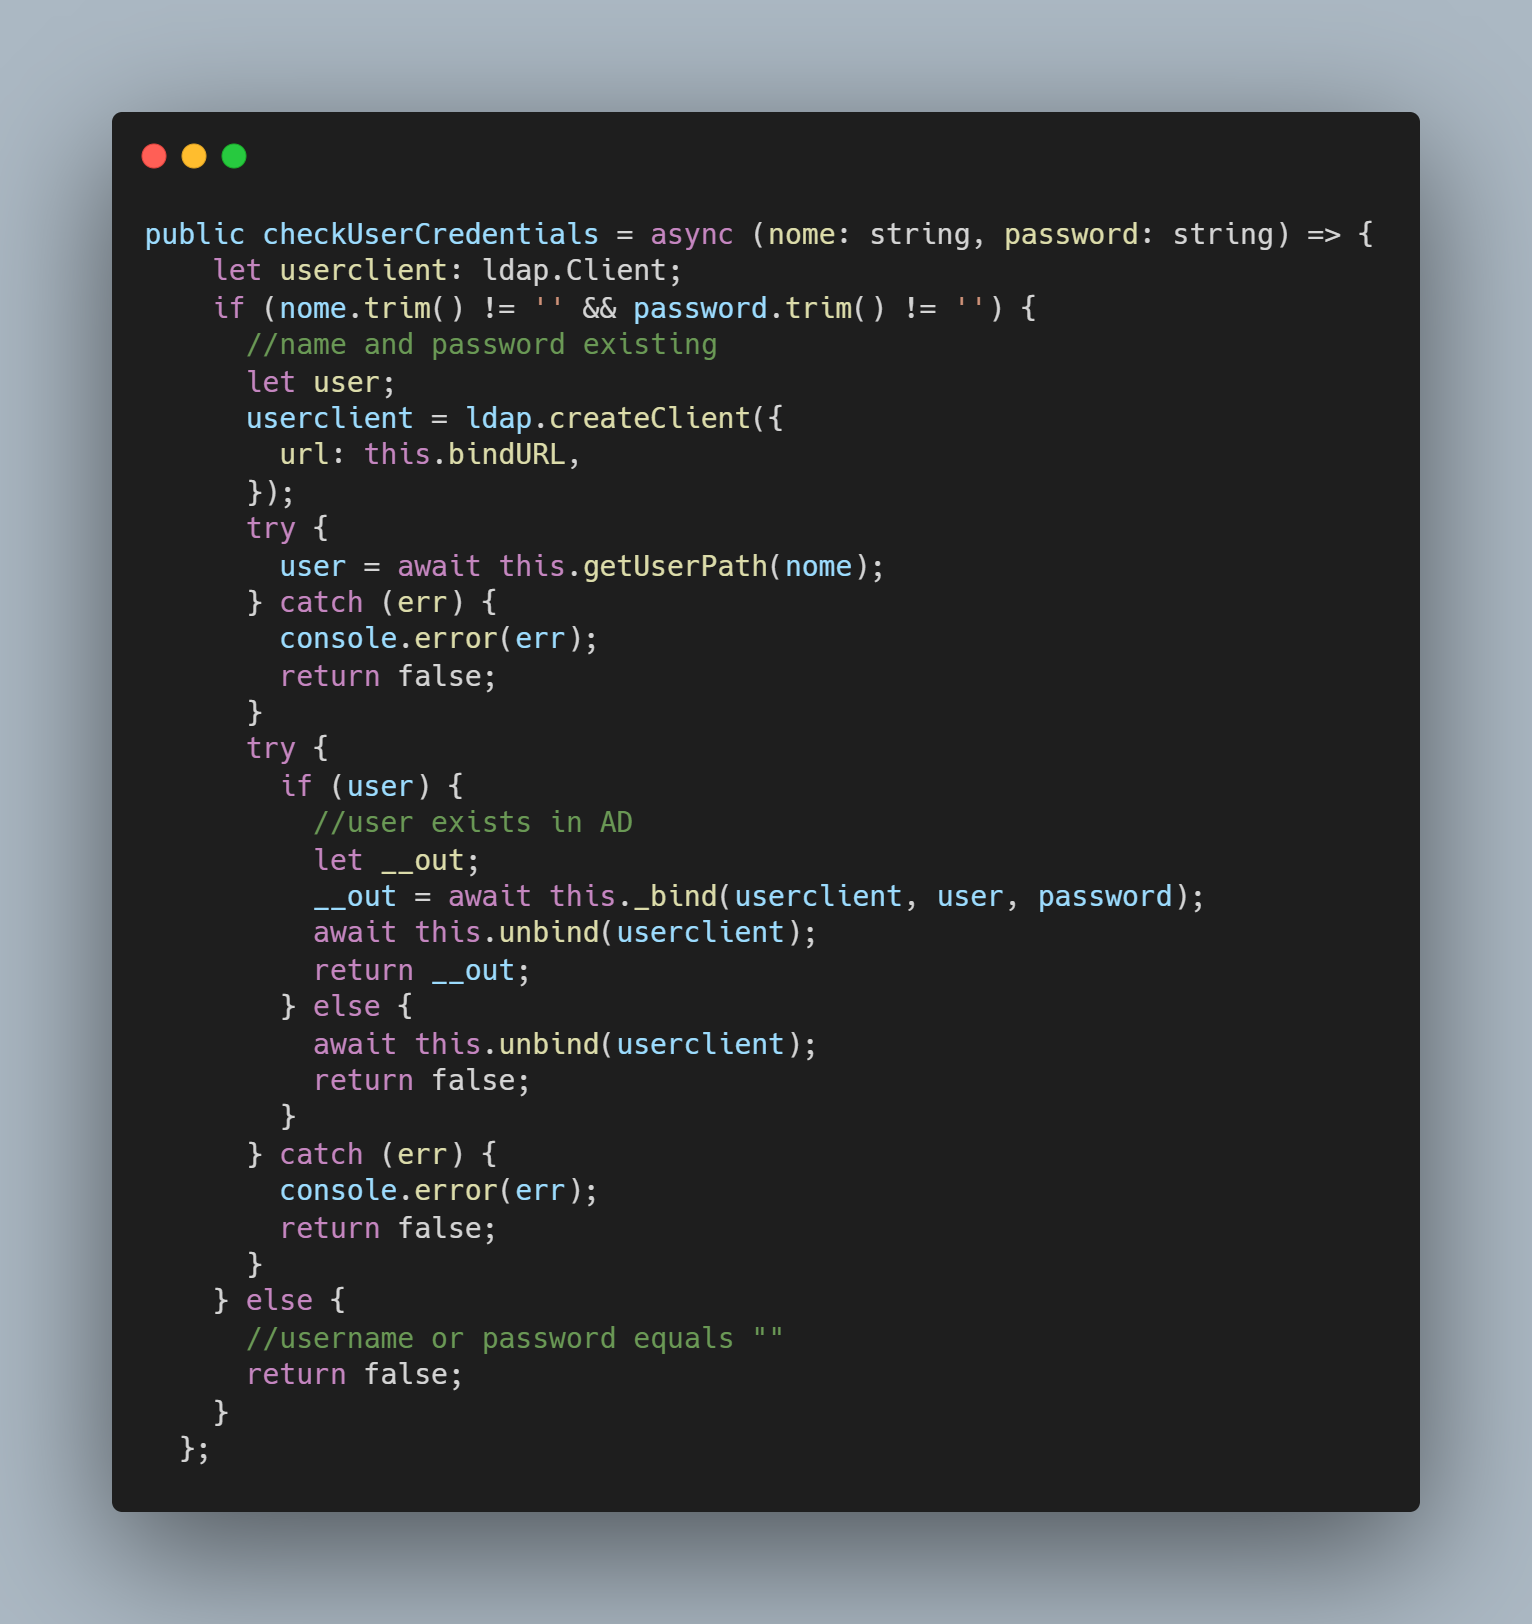 public checkUserCredentials = async (nome: string, password: string) => {
    let userclient: ldap.Client;
    if (nome.trim() != '' && password.trim() != '') {
      //name and password existing
      let user;
      userclient = ldap.createClient({
        url: this.bindURL,
      });
      try {
        user = await this.getUserPath(nome);
      } catch (err) {
        console.error(err);
        return false;
      }
      try {
        if (user) {
          //user exists in AD
          let __out;
          __out = await this._bind(userclient, user, password);
          await this.unbind(userclient);
          return __out;
        } else {
          await this.unbind(userclient);
          return false;
        }
      } catch (err) {
        console.error(err);
        return false;
      }
    } else {
      //username or password equals ""
      return false;
    }
  };